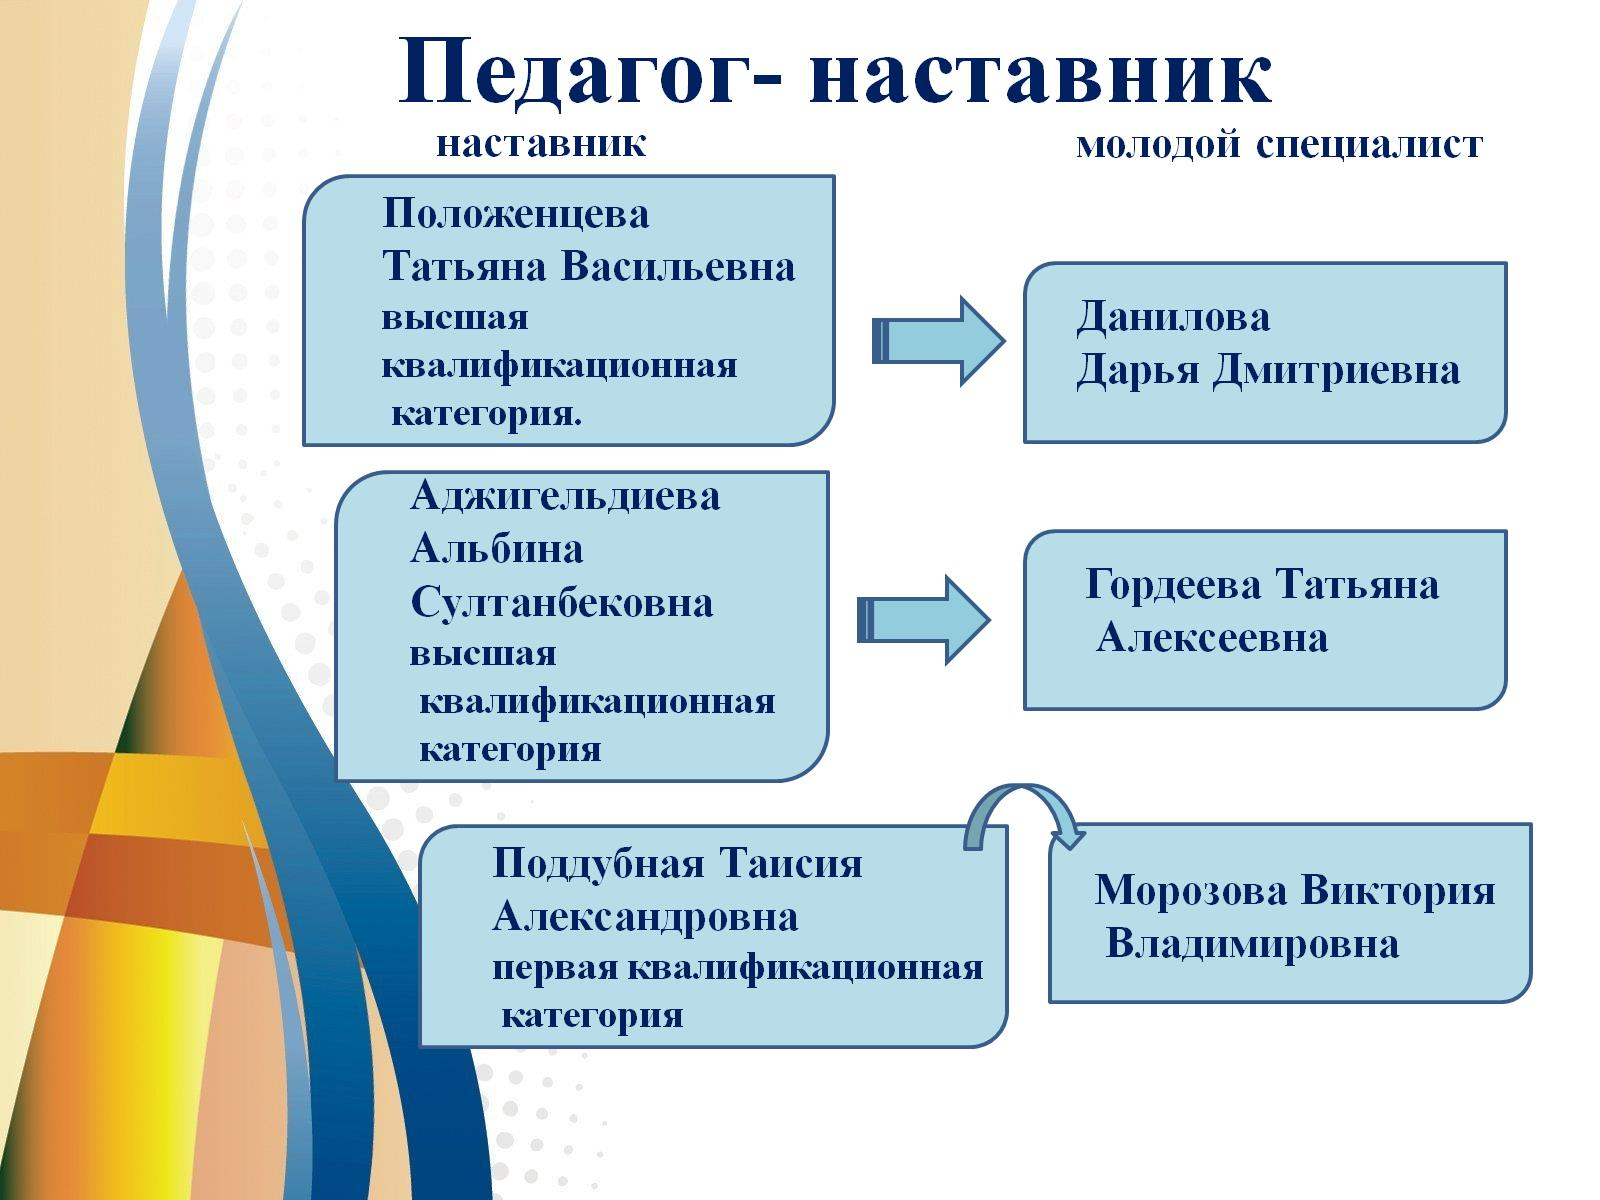 Педагог- наставник
наставник
молодой специалист
Положенцева
Татьяна Васильевна
высшая
квалификационная
категория.
Данилова
Дарья Дмитриевна
Аджигельдиева
Альбина
Султанбековна
высшая
квалификационная
категория
Гордеева Татьяна
Алексеевна
Поддубная Таисия
Александровна
первая квалификационная
категория
Морозова Виктория
Владимировна